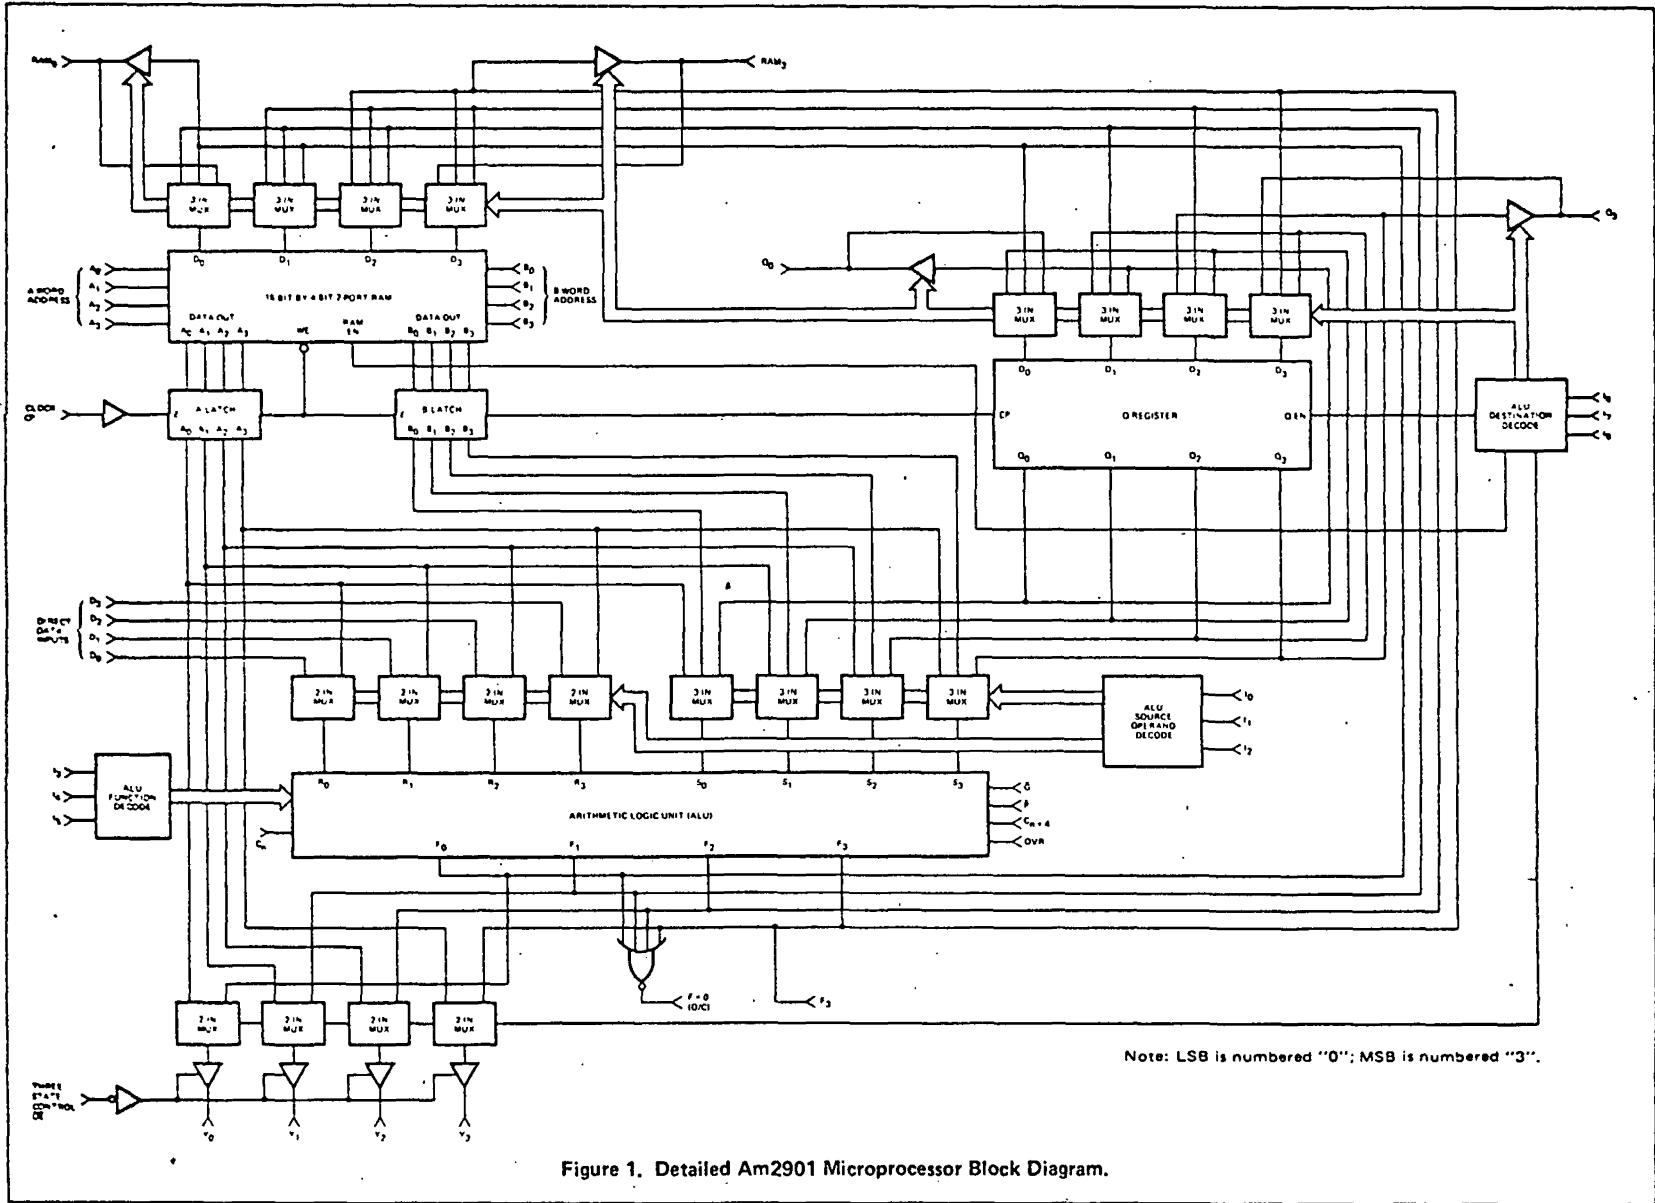 RAM0
RAM3
3 IN MUX
3 IN MUX
3 IN MUX
3 IN MUX
Q3
Q0
D0 D1 D2 D3
A WORD ADDRESS
A0
A1
A2
A3
16 BIT BY 4 BIT 2 PORT RAM
B0
B1
B2
B3
B WORD ADDRESS
DATA OUT
A0 A1 A2 A3
WE
RAM EN
DATA OUT
B0 B1 B2 B3
3 IN MUX
3 IN MUX
3 IN MUX
3 IN MUX
CLOCK CP
E
A LATCH
A0 A1 A2 A3
E
B LATCH
B0 B1 B2 B3
D0 D1 D2 D3
CP
Q REGISTER
Q EN
Q0 Q1 Q2 Q3
ALU DESTINATION DECODE
I6
I7
I8
DIRECT DATA INPUTS
D3
D2
D1
D0
2 IN MUX
2 IN MUX
2 IN MUX
2 IN MUX
3 IN MUX
3 IN MUX
3 IN MUX
3 IN MUX
ALU SOURCE OPERAND DECODE
I0
I1
I2
I3
I4
I5
ALU FUNCTION DECODE
R0 R1 R2 R3 S0 S1 S2 S3
ARITHMETIC LOGIC UNIT (ALU)
G
P
Cn+4
OVR
F0 F1 F2 F3
F = 0 (O/C)
F3
2 IN MUX
2 IN MUX
2 IN MUX
2 IN MUX
THREE STATE CONTROL OE
Y0 Y1 Y2 Y3
Note: LSB is numbered "0"; MSB is numbered "3".
Figure 1. Detailed Am2901 Microprocessor Block Diagram.